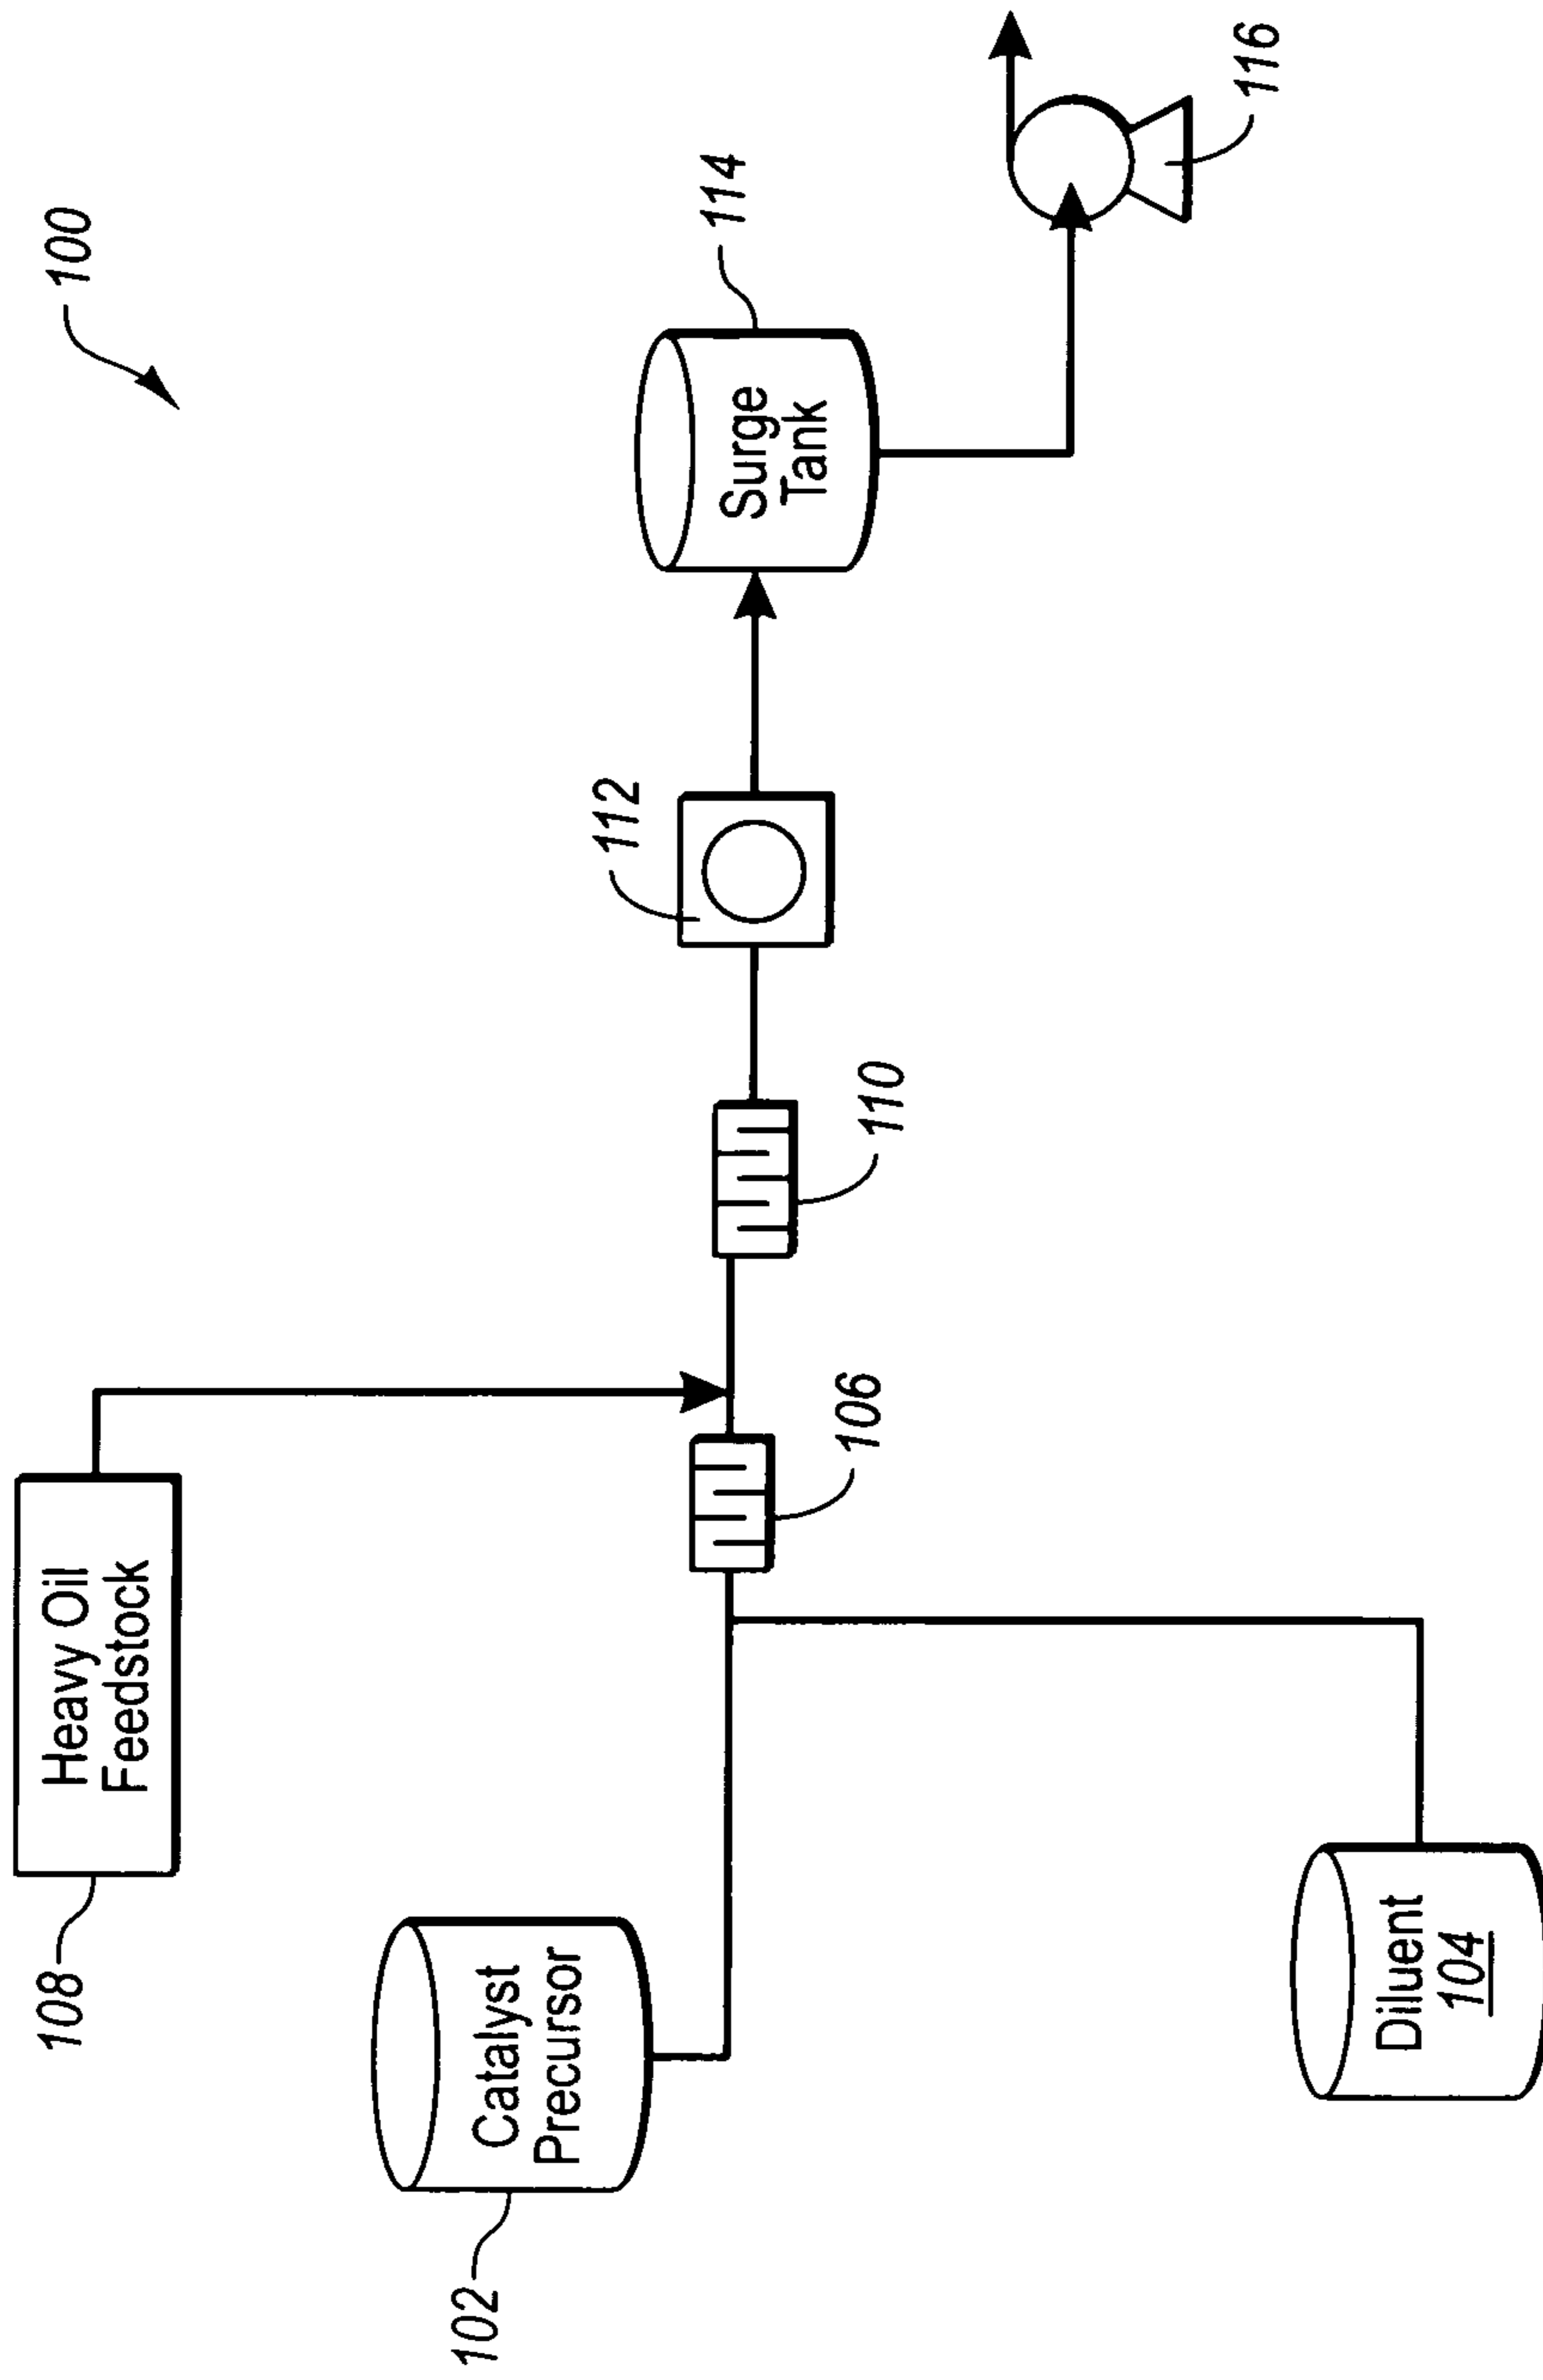 100
108
Heavy Oil
Feedstock
102
Catalyst
Precursor
106
110
112
114
Surge
Tank
116
Diluent
104